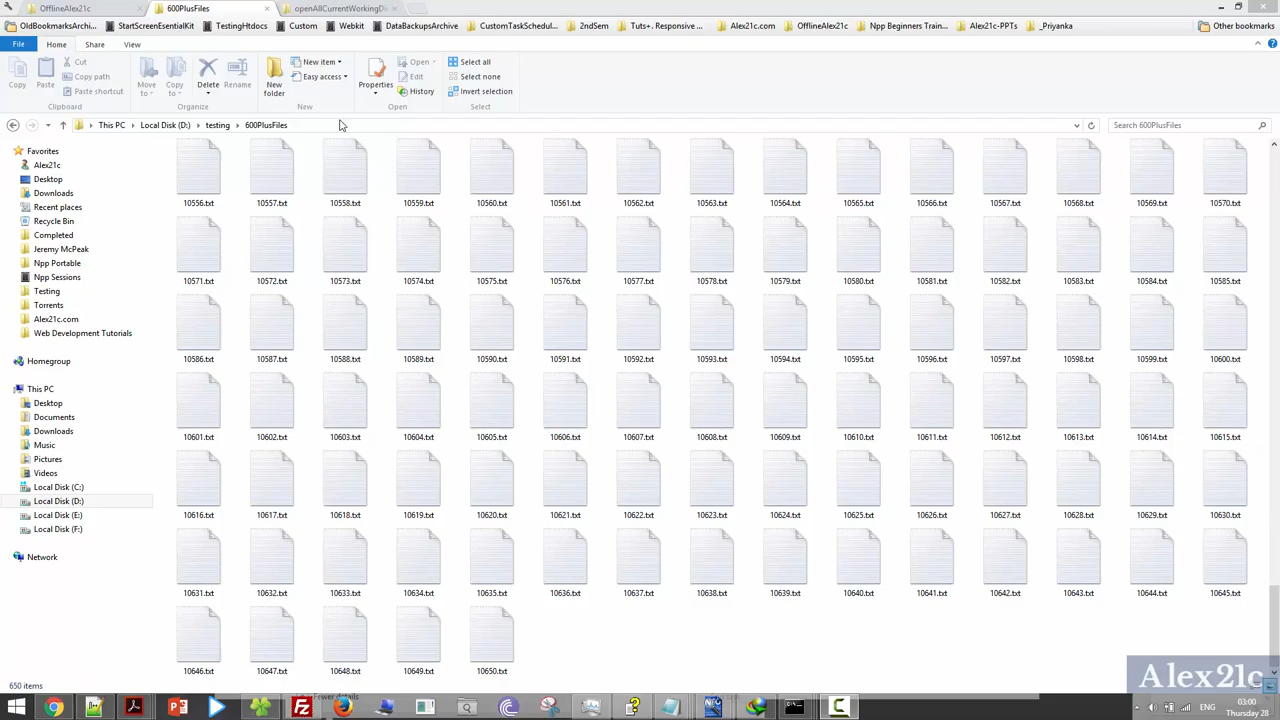 OfflineAlex21c
600PlusFiles
openAllCurrentWorkingDi
OldBookmarksArchi...
StartScreenEsentialKit
TestingHtdocs
Custom
Webkit
DataBackupsArchive
CustomTaskSchedul...
2ndSem
Tuts+. Responsive ...
Alex21c.com
OfflineAlex21c
Npp Beginners Train...
Alex21c-PPTs
_Priyanka
Other bookmarks
File
Home
Share
View
Copy
Paste
Cut
Copy path
Paste shortcut
Move to
Copy to
Delete
Rename
New folder
New item
Easy access
Properties
Open
Edit
History
Select all
Select none
Invert selection
Clipboard
Organize
New
Open
Select
This PC
Local Disk (D:)
testing
600PlusFiles
Search 600PlusFiles
Favorites
Alex21c
Desktop
Downloads
Recent places
Recycle Bin
Completed
Jeremy McPeak
Npp Portable
Npp Sessions
Testing
Torrents
Alex21c.com
Web Development Tutorials
Homegroup
This PC
Desktop
Documents
Downloads
Music
Pictures
Videos
Local Disk (C:)
Local Disk (D:)
Local Disk (E:)
Local Disk (F:)
Network
10556.txt 10557.txt 10558.txt 10559.txt 10560.txt 10561.txt 10562.txt 10563.txt 10564.txt 10565.txt 10566.txt 10567.txt 10568.txt 10569.txt 10570.txt
10571.txt 10572.txt 10573.txt 10574.txt 10575.txt 10576.txt 10577.txt 10578.txt 10579.txt 10580.txt 10581.txt 10582.txt 10583.txt 10584.txt 10585.txt
10586.txt 10587.txt 10588.txt 10589.txt 10590.txt 10591.txt 10592.txt 10593.txt 10594.txt 10595.txt 10596.txt 10597.txt 10598.txt 10599.txt 10600.txt
10601.txt 10602.txt 10603.txt 10604.txt 10605.txt 10606.txt 10607.txt 10608.txt 10609.txt 10610.txt 10611.txt 10612.txt 10613.txt 10614.txt 10615.txt
10616.txt 10617.txt 10618.txt 10619.txt 10620.txt 10621.txt 10622.txt 10623.txt 10624.txt 10625.txt 10626.txt 10627.txt 10628.txt 10629.txt 10630.txt
10631.txt 10632.txt 10633.txt 10634.txt 10635.txt 10636.txt 10637.txt 10638.txt 10639.txt 10640.txt 10641.txt 10642.txt 10643.txt 10644.txt 10645.txt
10646.txt 10647.txt 10648.txt 10649.txt 10650.txt
650 items
Fewer details
Alex21c
ENG
03:00
Thursday 28